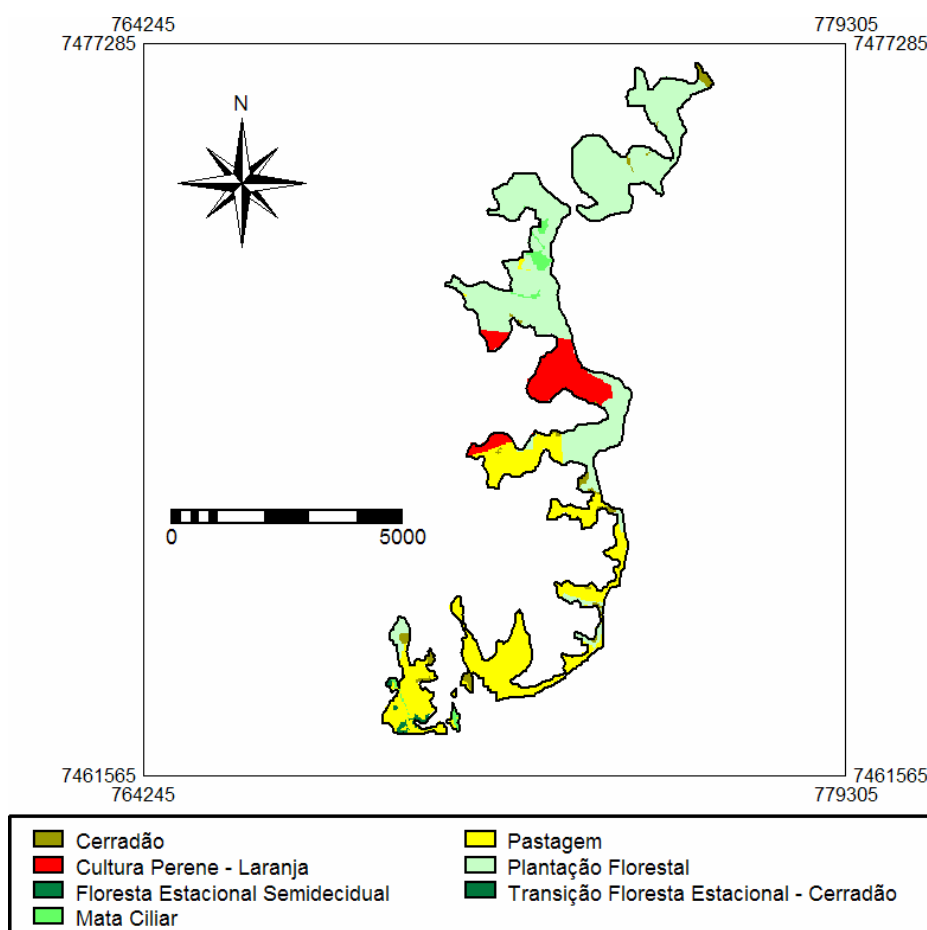 764245 779305
7477285 7477285
N
0 5000
7461565 7461565
764245 779305
Cerradão Pastagem
Cultura Perene - Laranja Plantação Florestal
Floresta Estacional Semidecidual Transição Floresta Estacional - Cerradão
Mata Ciliar